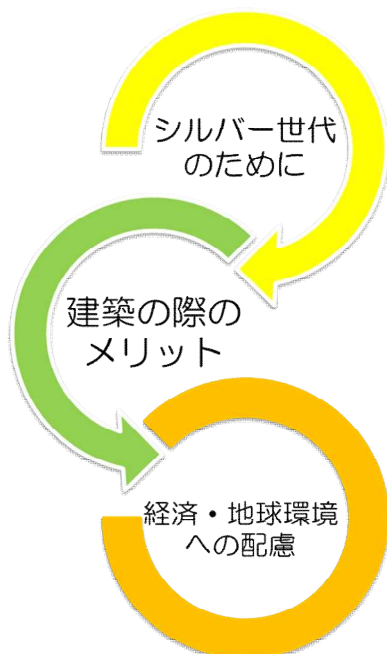 シルバー世代
のために
建築の際の
メリット
経済・地球環境
への配慮